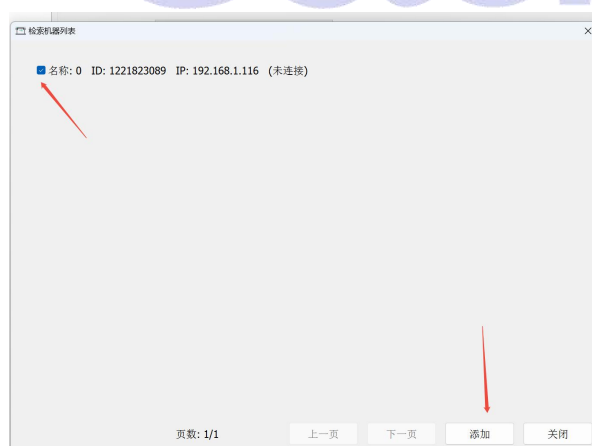 检索机器列表
名称: 0 ID: 1221823089 IP: 192.168.1.116 (未连接)
页数: 1/1 上一页 下一页 添加 关闭